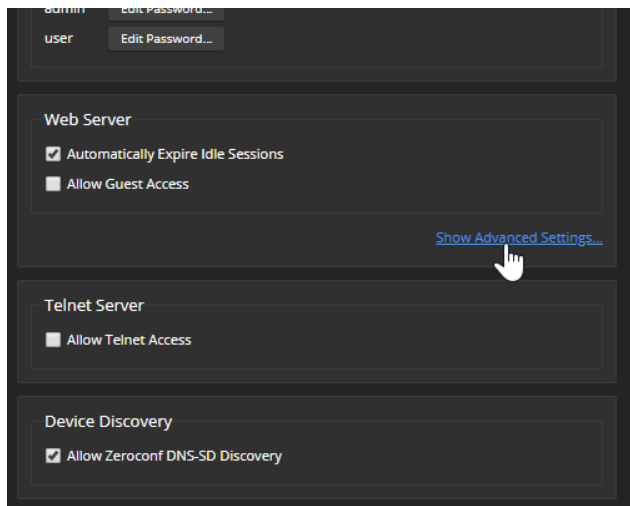 admin Edit Password...
user Edit Password...
Web Server
Automatically Expire Idle Sessions
Allow Guest Access
Show Advanced Settings...
Telnet Server
Allow Telnet Access
Device Discovery
Allow Zeroconf DNS-SD Discovery